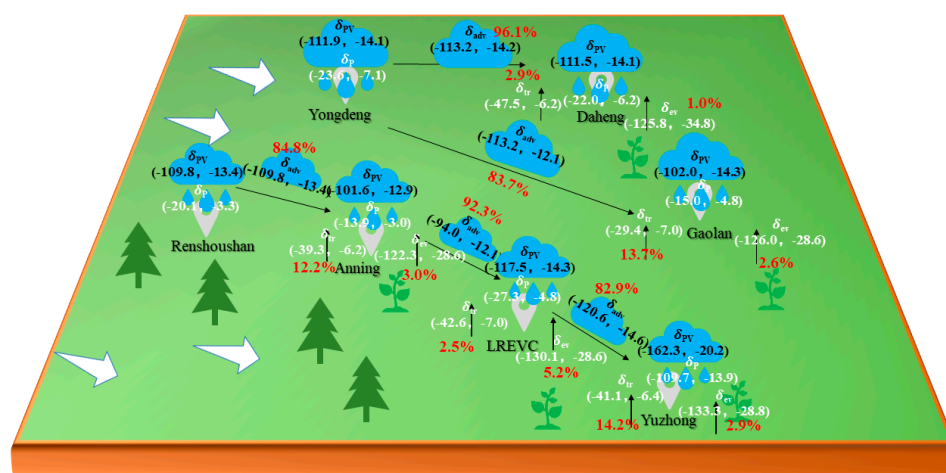 δPV
(-111.9, -14.1)
δP
(-23.6, -7.1)
Yongdeng
δadv
96.1%
(-113.2, -14.2)
2.9%
δtr
(-47.5, -6.2)
δPV
(-111.5, -14.1)
δP
(-22.0, -6.2)
Daheng
δev
1.0%
(-125.8, -34.8)
δadv
(-113.2, -12.1)
83.7%
δPV
(-102.0, -14.3)
δP
(-15.0, -4.8)
Gaolan
δtr
(-29.4, -7.0)
13.7%
δev
(-126.0, -28.6)
2.6%
δPV
(-109.8, -13.4)
δP
(-20.1, -3.3)
Renshoushan
84.8%
δadv
(-109.8, -13.4)
δPV
(-101.6, -12.9)
δP
(-13.9, -3.0)
Anning
δtr
(-39.3, -6.2)
12.2%
δev
(-122.3, -28.6)
3.0%
92.3%
δadv
(-94.0, -12.1)
δPV
(-117.5, -14.3)
δP
(-27.3, -4.8)
LREVC
δtr
(-42.6, -7.0)
2.5%
δev
(-130.1, -28.6)
5.2%
82.9%
δadv
(-120.6, -14.6)
δPV
(-162.3, -20.2)
δP
(-109.7, -13.9)
Yuzhong
δtr
(-41.1, -6.4)
14.2%
δev
(-133.3, -28.8)
2.9%